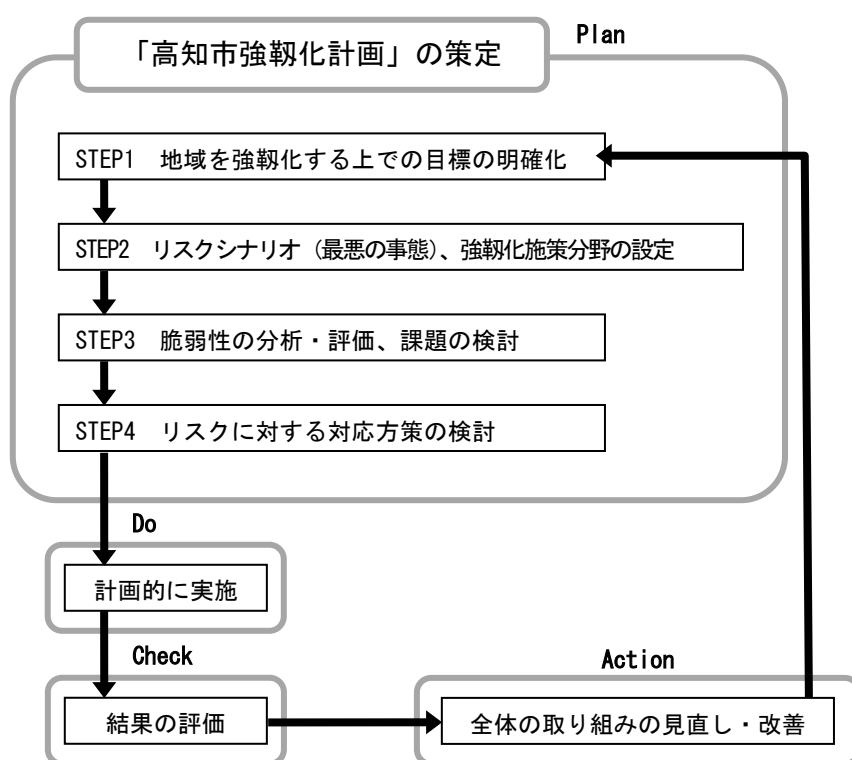 「高知市強靱化計画」の策定
Plan
STEP1　地域を強靱化する上での目標の明確化
STEP2　リスクシナリオ（最悪の事態）、強靱化施策分野の設定
STEP3　脆弱性の分析・評価、課題の検討
STEP4　リスクに対する対応方策の検討
Do
計画的に実施
Check
結果の評価
Action
全体の取り組みの見直し・改善